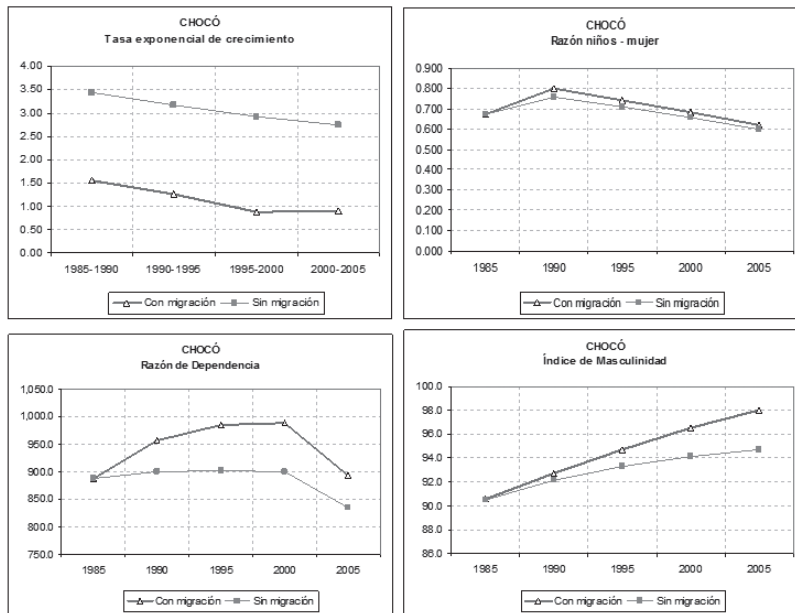 CHOCÓ
Tasa exponencial de crecimiento
4.00
3.50
3.00
2.50
2.00
1.50
1.00
0.50
0.00
1985-1990 1990-1995 1995-2000 2000-2005
Con migración Sin migración
CHOCÓ
Razón niños - mujer
0.900
0.800
0.700
0.600
0.500
0.400
0.300
0.200
0.100
0.000
1985 1990 1995 2000 2005
Con migración Sin migración
CHOCÓ
Razón de Dependencia
1,050.0
1,000.0
950.0
900.0
850.0
800.0
750.0
1985 1990 1995 2000 2005
Con migración Sin migración
CHOCÓ
Índice de Masculinidad
100.0
98.0
96.0
94.0
92.0
90.0
88.0
86.0
1985 1990 1995 2000 2005
Con migración Sin migración